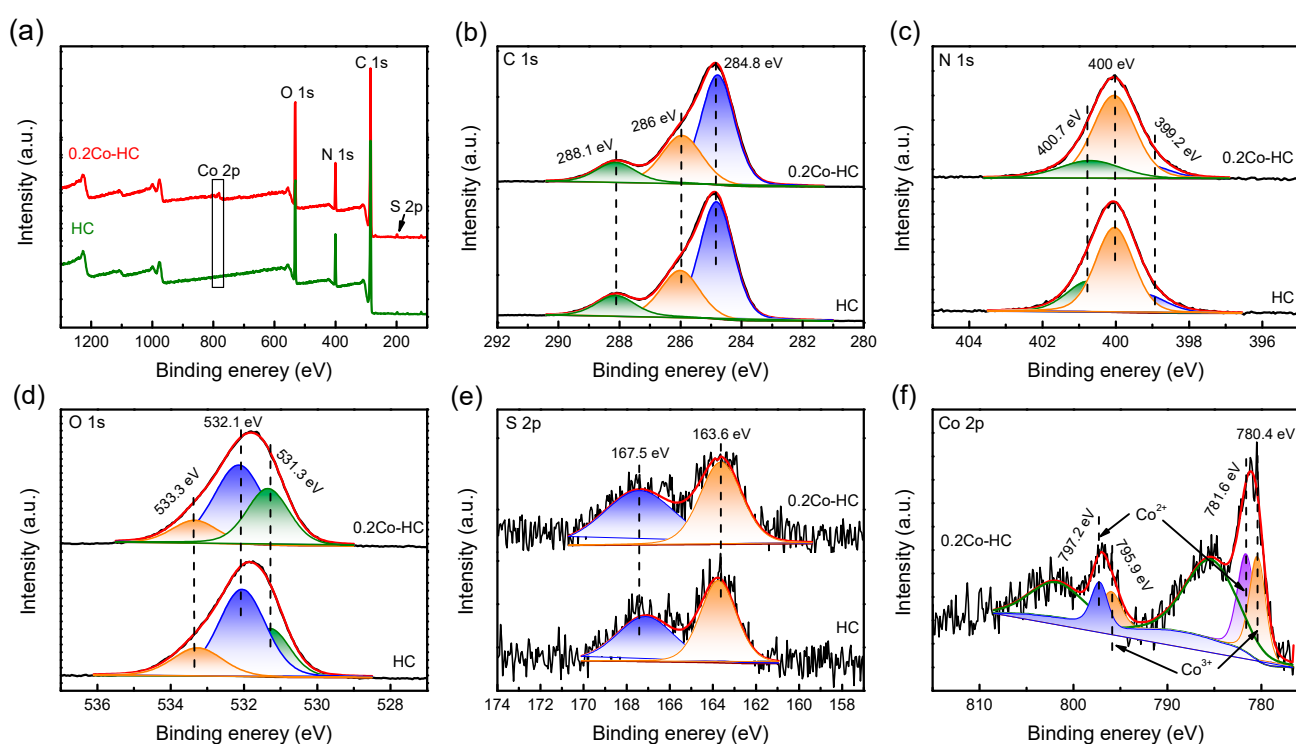 (a)
Intensity (a.u.)
C 1s
O 1s
0.2Co-HC
N 1s
Co 2p
S 2p
HC
1200 1000 800 600 400 200
Binding enerey (eV)
(b)
Intensity (a.u.)
C 1s
284.8 eV
286 eV
288.1 eV
0.2Co-HC
HC
292 290 288 286 284 282 280
Binding enerey (eV)
(c)
Intensity (a.u.)
N 1s
400 eV
400.7 eV
399.2 eV
0.2Co-HC
HC
404 402 400 398 396
Binding enerey (eV)
(d)
Intensity (a.u.)
O 1s
532.1 eV
531.3 eV
533.3 eV
0.2Co-HC
HC
536 534 532 530 528
Binding enerey (eV)
(e)
Intensity (a.u.)
S 2p
163.6 eV
167.5 eV
0.2Co-HC
HC
174 172 170 168 166 164 162 160 158
Binding enerey (eV)
(f)
Intensity (a.u.)
Co 2p
780.4 eV
781.6 eV
Co2+
797.2 eV
0.2Co-HC
795.9 eV
Co3+
810 800 790 780
Binding enerey (eV)